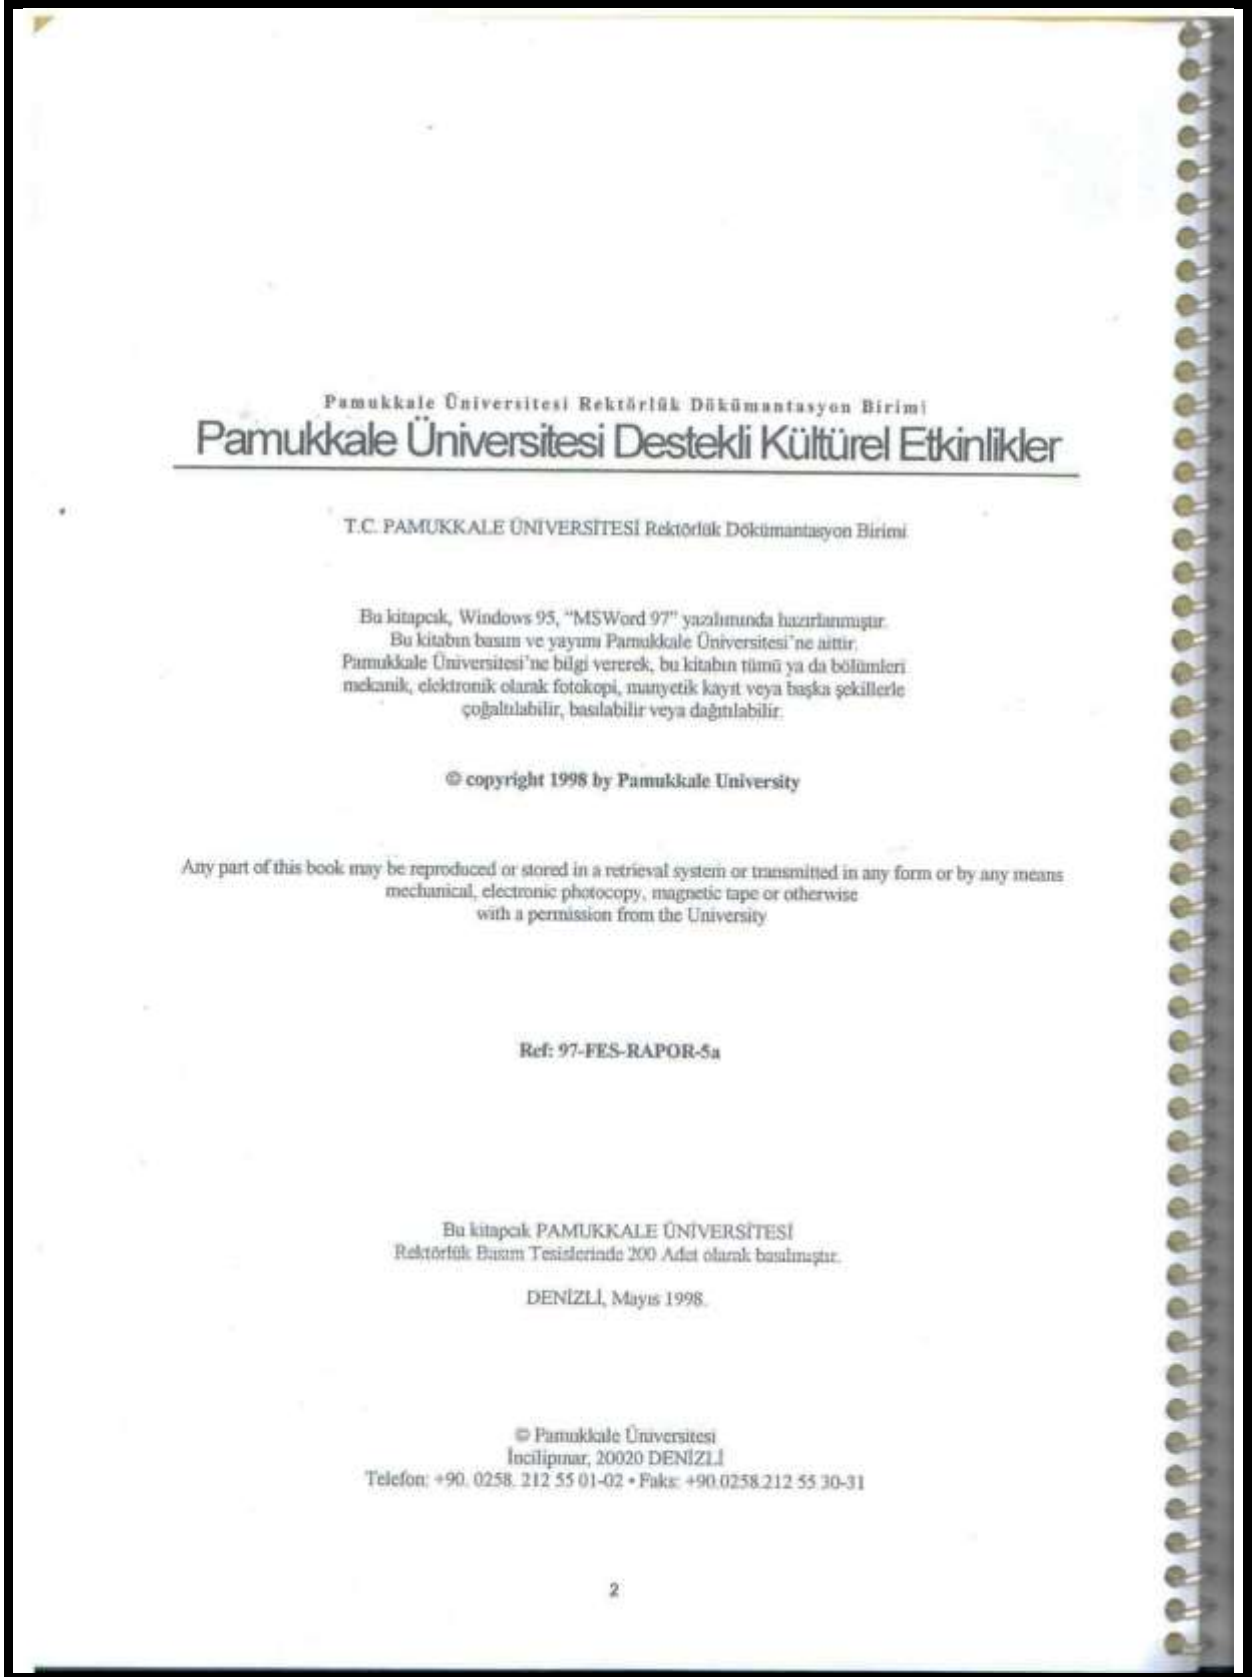 Pamukkale Üniversitesi Rektörlük Dökümantasyon Birimi
Pamukkale Üniversitesi Destekli Kültürel Etkinlikler
T.C. PAMUKKALE ÜNİVERSİTESİ Rektörlük Dökümantasyon Birimi
Bu kitapcık, Windows 95, “MSWord 97” yazılımında hazırlanmıştır.
Bu kitabın basım ve yayımı Pamukkale Üniversitesi’ne aittir.
Pamukkale Üniversitesi’ne bilgi vererek, bu kitabın tümü ya da bölümleri
mekanik, elektronik olarak fotokopi, manyetik kayıt veya başka şekillerle
çoğaltılabilir, basılabilir veya dağıtılabilir.
© copyright 1998 by Pamukkale University
Any part of this book may be reproduced or stored in a retrieval system or transmitted in any form or by any means
mechanical, electronic photocopy, magnetic tape or otherwise
with a permission from the University
Ref: 97-FES-RAPOR-5a
Bu kitapcık PAMUKKALE ÜNİVERSİTESİ
Rektörlük Basım Tesislerinde 200 Adet olarak basılmıştır.
DENİZLİ, Mayıs 1998.
© Pamukkale Üniversitesi
İncilipınar, 20020 DENİZLİ
Telefon: +90. 0258. 212 55 01-02 • Faks: +90.0258.212 55 30-31
2